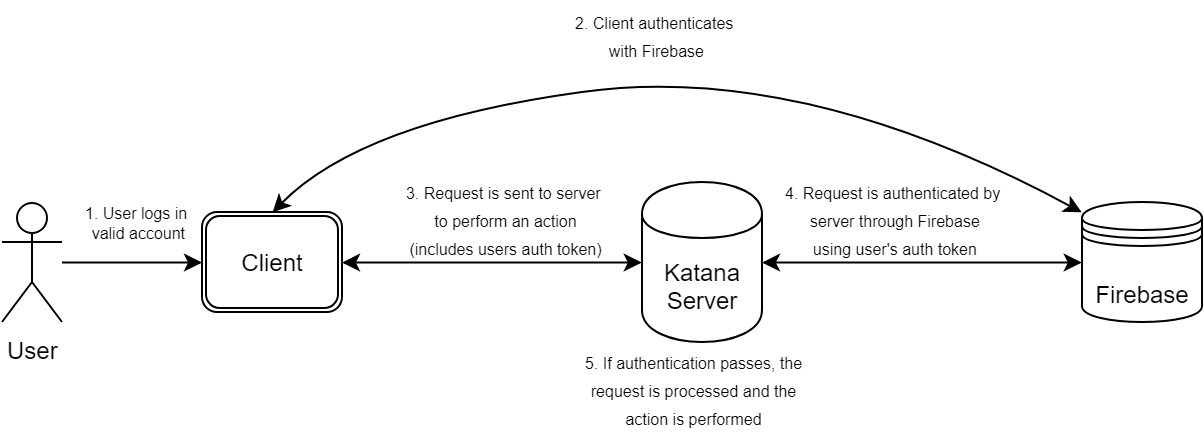 2. Client authenticates
with Firebase
1. User logs in
valid account
3. Request is sent to server
to perform an action
(includes users auth token)
4. Request is authenticated by
server through Firebase
using user's auth token
Client
Katana
Server
Firebase
User
5. If authentication passes, the
request is processed and the
action is performed